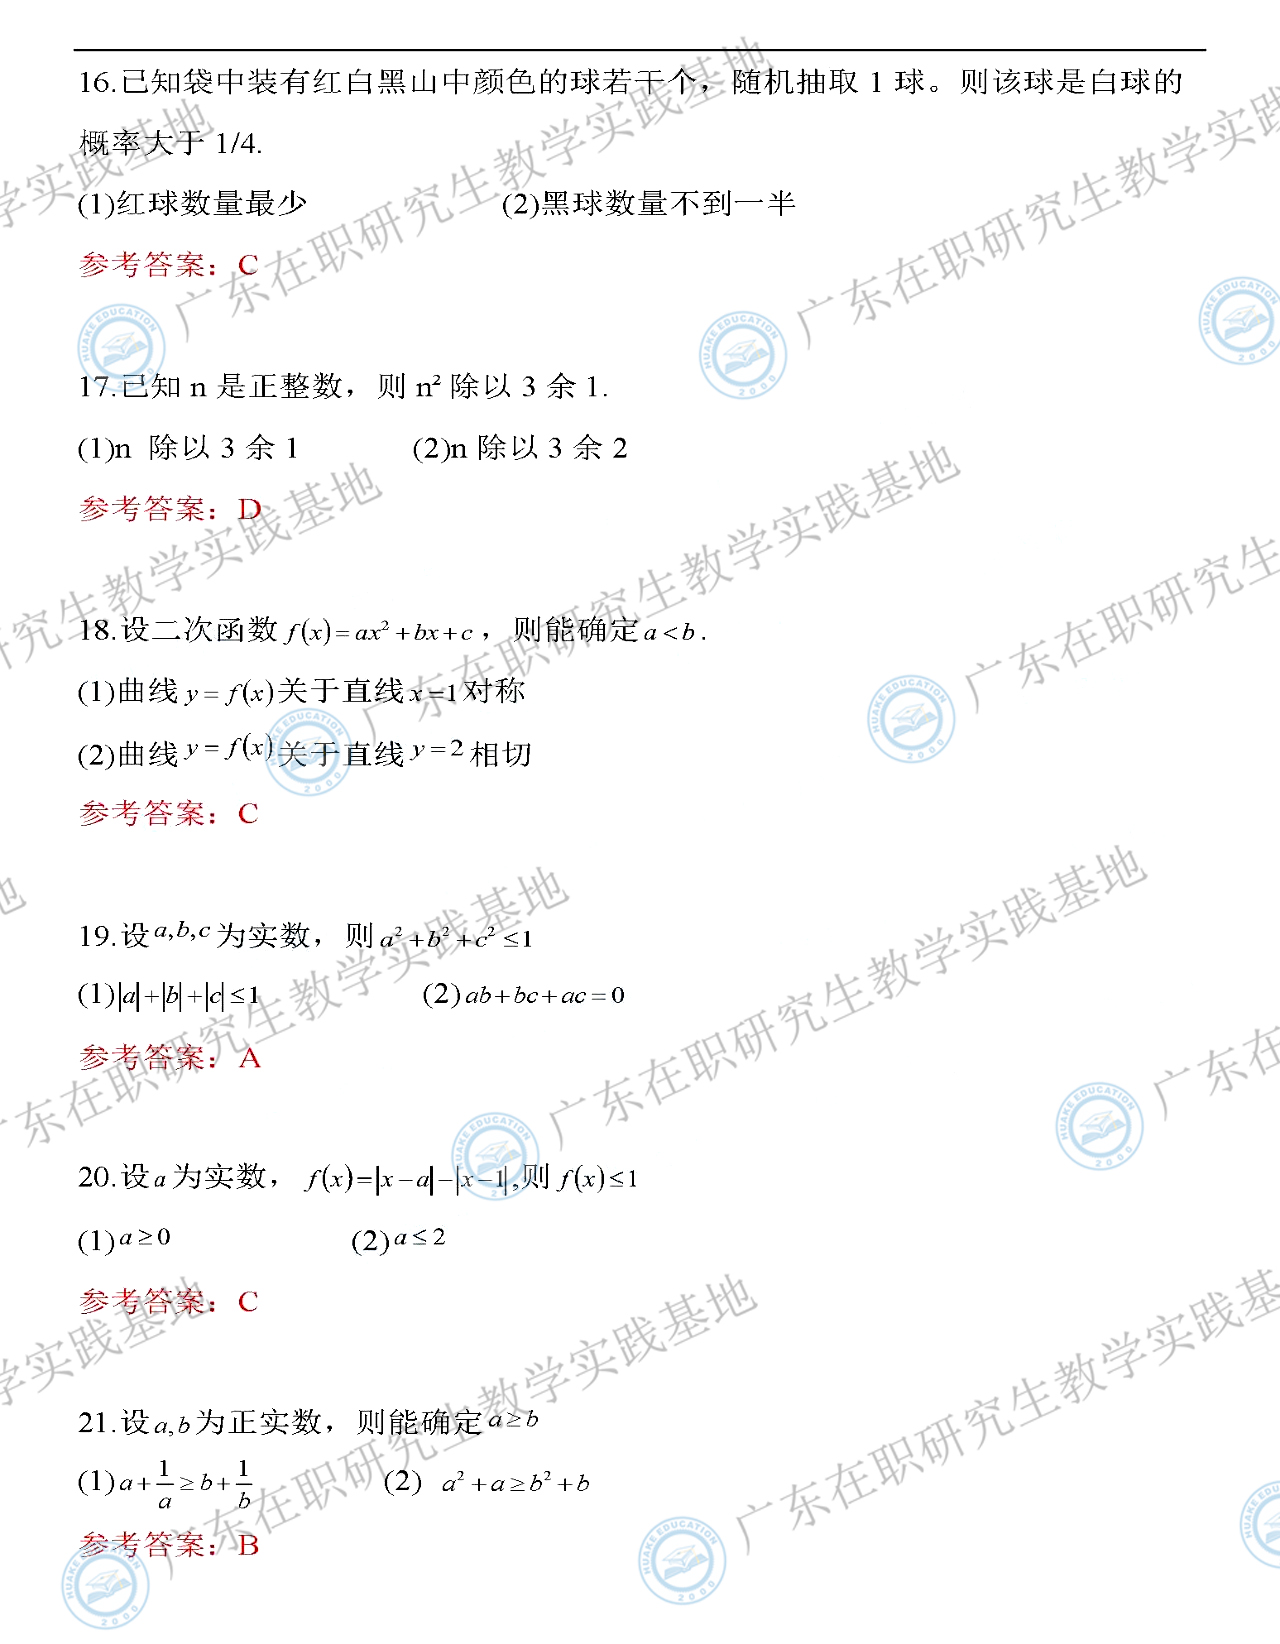 16.已知袋中装有红白黑山中颜色的球若干个，随机抽取 1 球。则该球是白球的
概率大于 1/4.
(1)红球数量最少 (2)黑球数量不到一半
参考答案：C
17.已知 n 是正整数，则 n² 除以 3 余 1.
(1)n 除以 3 余 1 (2)n 除以 3 余 2
参考答案：D
18.设二次函数 f(x)=ax²+bx+c，则能确定 a<b.
(1)曲线 y=f(x)关于直线 x=1对称
(2)曲线 y=f(x)关于直线 y=2 相切
参考答案：C
19.设 a,b,c 为实数，则 a²+b²+c²≤1
(1)|a|+|b|+|c|≤1 (2)ab+bc+ac=0
参考答案：A
20.设 a 为实数，f(x)=|x-a|-|x-1|,则 f(x)≤1
(1)a≥0 (2)a≤2
参考答案：C
21.设 a,b 为正实数，则能确定 a≥b
(1)a+1/a≥b+1/b (2) a²+a≥b²+b
参考答案：B
广东在职研究生教学实践基地
HUAKE EDUCATION
2000